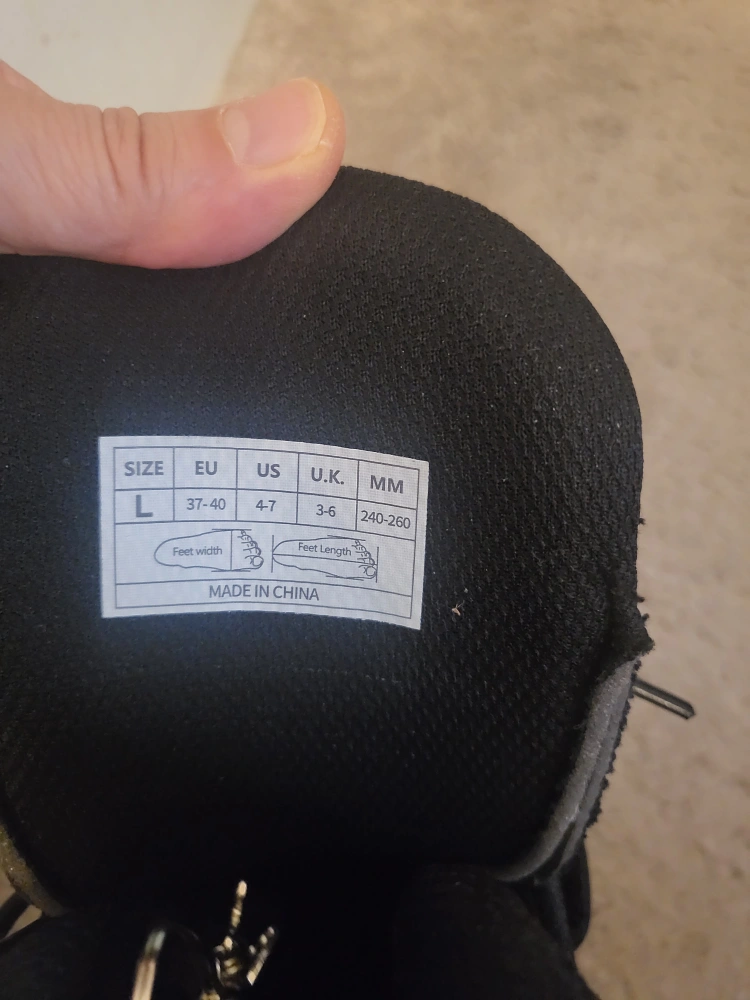 SIZE EU US U.K. MM
L 37-40 4-7 3-6 240-260
Feet width Feet Length
MADE IN CHINA